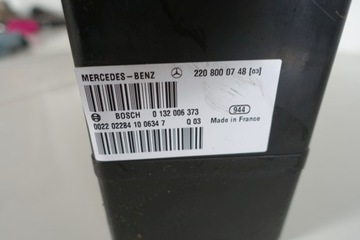 MERCEDES-BENZ 220 800 07 48 [03]
BOSCH 0 132 006 373
944
0022 02284 10 0634 7 Q 03
Made in France